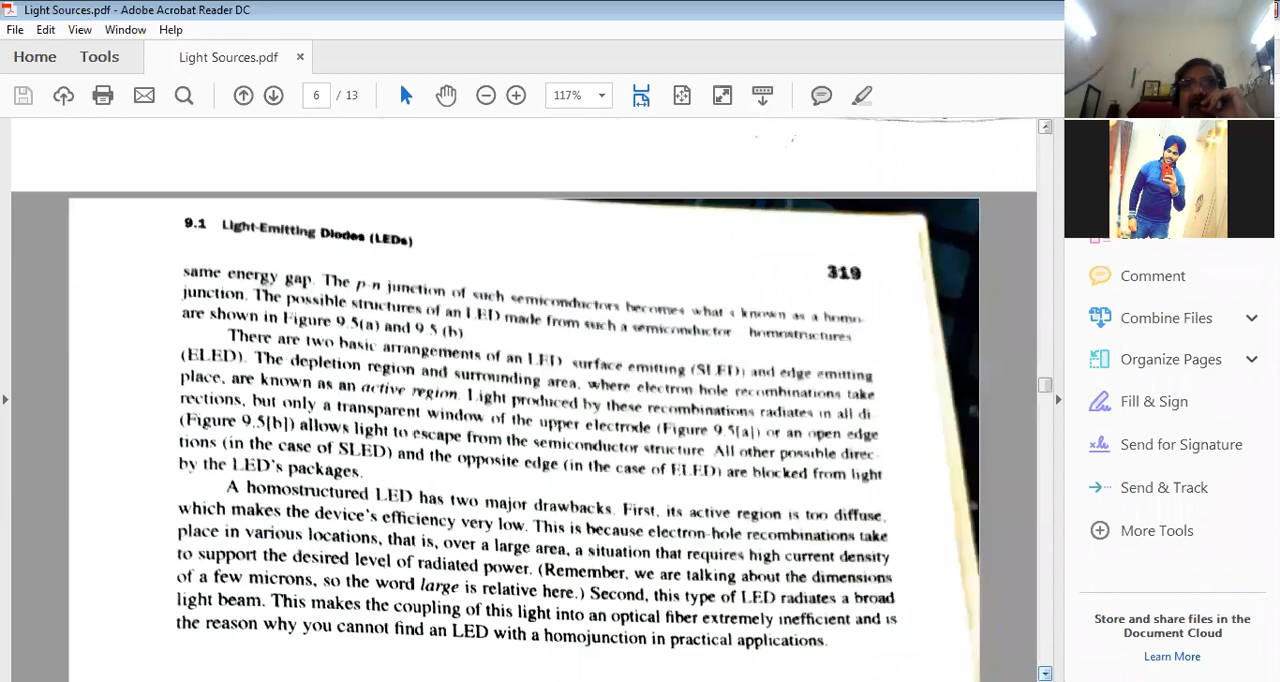 Light Sources.pdf - Adobe Acrobat Reader DC
File Edit View Window Help
Home Tools Light Sources.pdf ×
6 / 13 117%
9.1 Light-Emitting Diodes (LEDs)
319
same energy gap. The p-n junction of such semiconductors becomes what s known as a homo-
junction. The possible structures of an LED made from such a semiconductor homostructures
are shown in Figure 9.5(a) and 9.5 (b)
There are two basic arrangements of an LED surface emitting (SLED) and edge emitting
(ELED). The depletion region and surrounding area, where electron hole recombinations take
place, are known as an active region. Light produced by these recombinations radiates in all di-
rections, but only a transparent window of the upper electrode (Figure 9.5[a]) or an open edge
(Figure 9.5[b]) allows light to escape from the semiconductor structure. All other possible direc-
tions (in the case of SLED) and the opposite edge (in the case of ELED) are blocked from light
by the LED's packages.
A homostructured LED has two major drawbacks. First, its active region is too diffuse,
which makes the device's efficiency very low. This is because electron-hole recombinations take
place in various locations, that is, over a large area, a situation that requires high current density
to support the desired level of radiated power. (Remember, we are talking about the dimensions
of a few microns, so the word large is relative here.) Second, this type of LED radiates a broad
light beam. This makes the coupling of this light into an optical fiber extremely inefficient and is
the reason why you cannot find an LED with a homojunction in practical applications.
Comment
Combine Files
Organize Pages
Fill & Sign
Send for Signature
Send & Track
More Tools
Store and share files in the
Document Cloud
Learn More